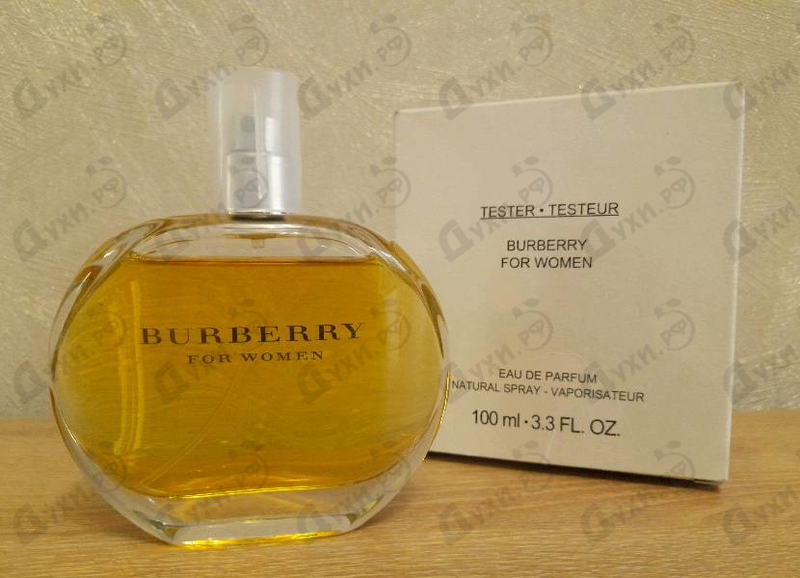 BURBERRY
FOR WOMEN
TESTER · TESTEUR
BURBERRY
FOR WOMEN
EAU DE PARFUM
NATURAL SPRAY - VAPORISATEUR
100 ml · 3.3 FL. OZ.
Духи.рф